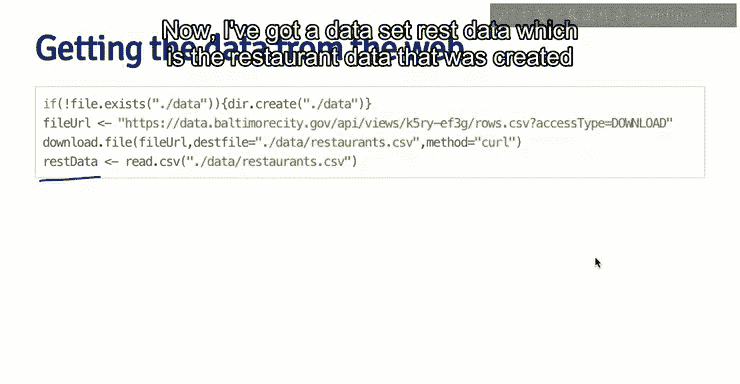 Now, I've got a data set rest data which
is the restaurant data that was created
Getting the data from the web
if(!file.exists("./data")){dir.create("./data")}
fileUrl <- "https://data.baltimorecity.gov/api/views/k5ry-ef3g/rows.csv?accessType=DOWNLOAD"
download.file(fileUrl,destfile="./data/restaurants.csv",method="curl")
restData <- read.csv("./data/restaurants.csv")